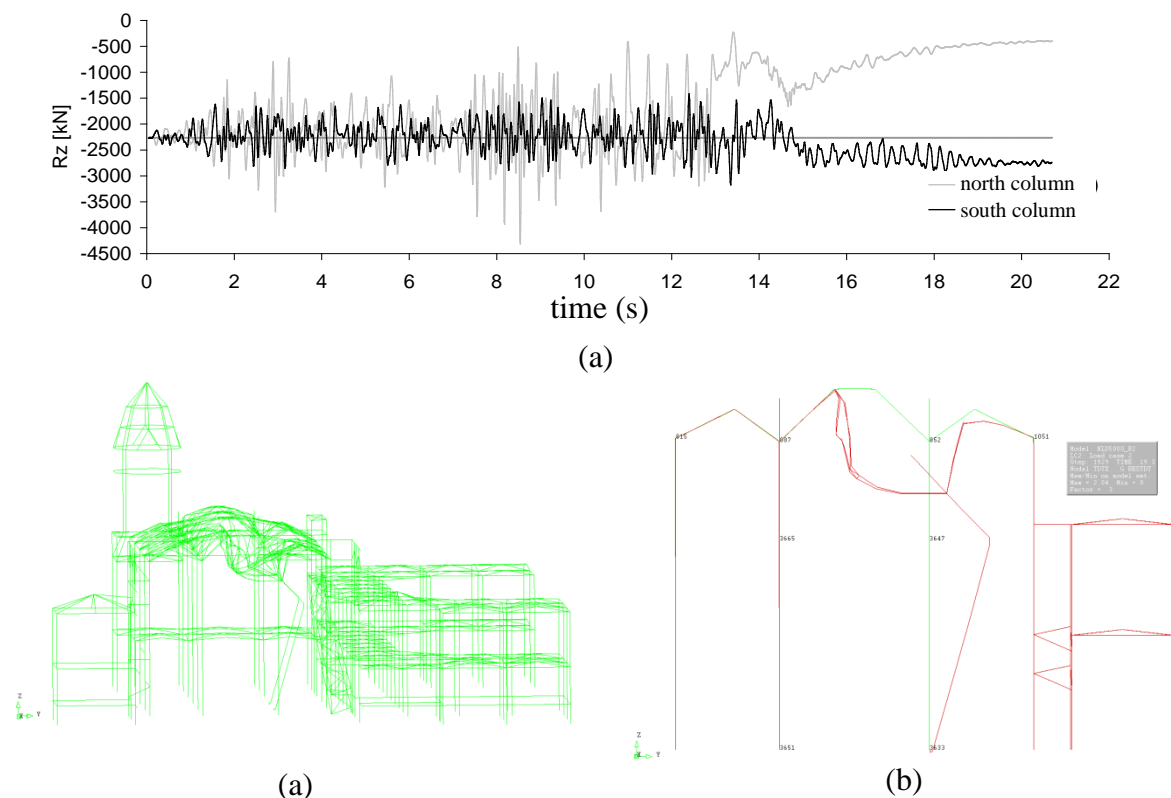 0
-500
-1000
-1500
-2000
-2500
-3000
-3500
-4000
-4500
Rz [kN]
north column )
south column
0 2 4 6 8 10 12 14 16 18 20 22
time (s)
(a)
815 887 852 1051
3665 3647
3651 3633
Z
Y
Z
Y
(a)
(b)